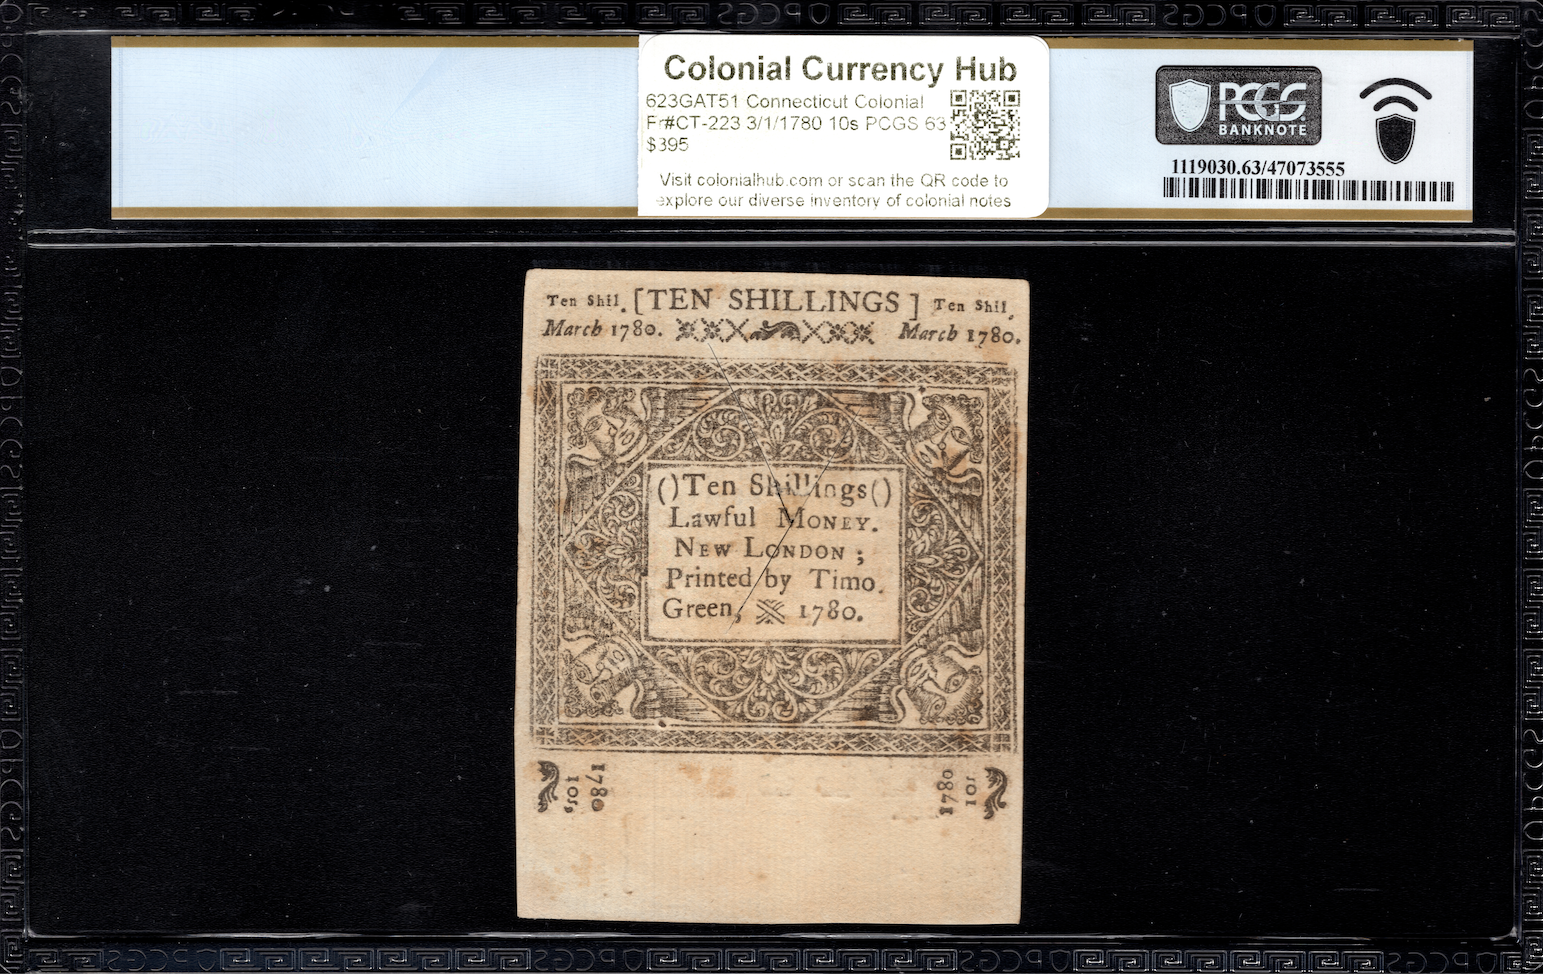 Colonial Currency Hub
623GAT51 Connecticut Colonial
Fr#CT-223 3/1/1780 10s PCGS 63
$395
Visit colonialhub.com or scan the QR code to
explore our diverse inventory of colonial notes
PCGS
BANKNOTE
1119030.63/47073555
Ten Shil. [TEN SHILLINGS] Ten Shil.
March 1780. March 1780.
()Ten Shillings()
Lawful MONEY.
NEW LONDON ;
Printed by Timo.
Green, 1780.
1780
10s,
1780
10s